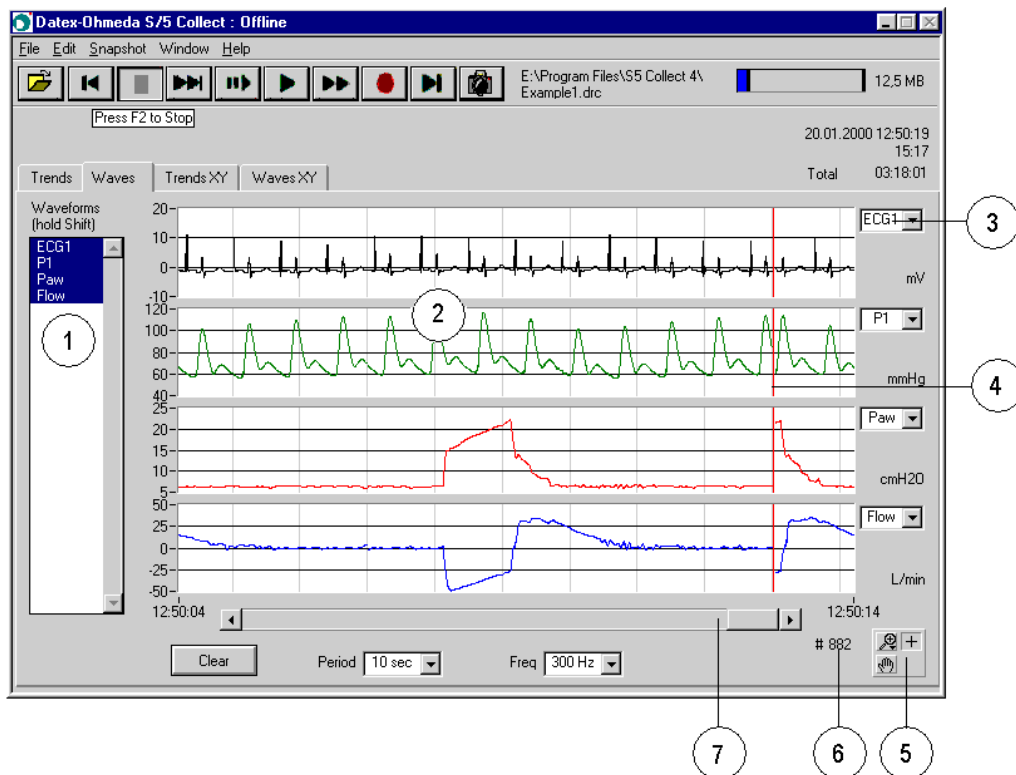 Datex-Ohmeda S/5 Collect : Offline
File Edit Snapshot Window Help
E:\Program Files\S5 Collect 4\
Example1.drc
12,5 MB
Press F2 to Stop
20.01.2000 12:50:19
15:17
Total 03:18:01
Trends Waves Trends XY Waves XY
Waveforms
(hold Shift)
ECG1
P1
Paw
Flow
1
20
10
0
-10
ECG1
mV
3
2
120
100
80
60
40
P1
mmHg
4
25
20
15
10
5
Paw
cmH2O
50
25
0
-25
-50
Flow
L/min
12:50:04 12:50:14
# 882
Clear Period 10 sec Freq 300 Hz
7 6 5